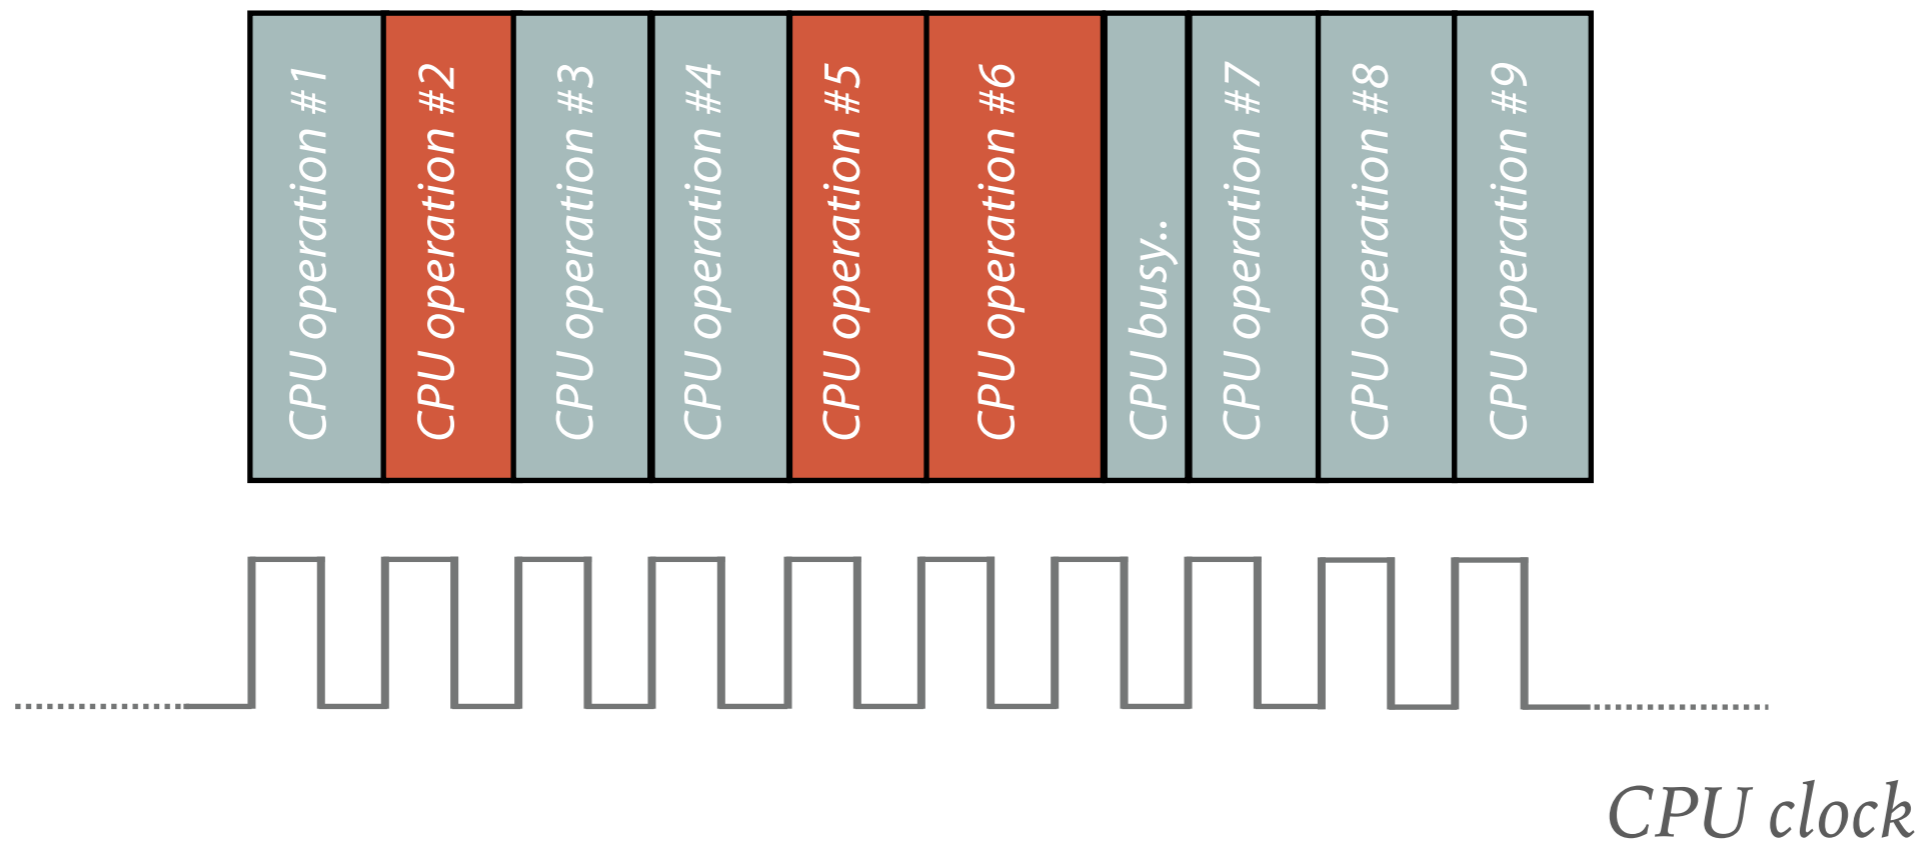 CPU operation #1
CPU operation #2
CPU operation #3
CPU operation #4
CPU operation #5
CPU operation #6
CPU busy..
CPU operation #7
CPU operation #8
CPU operation #9
CPU clock